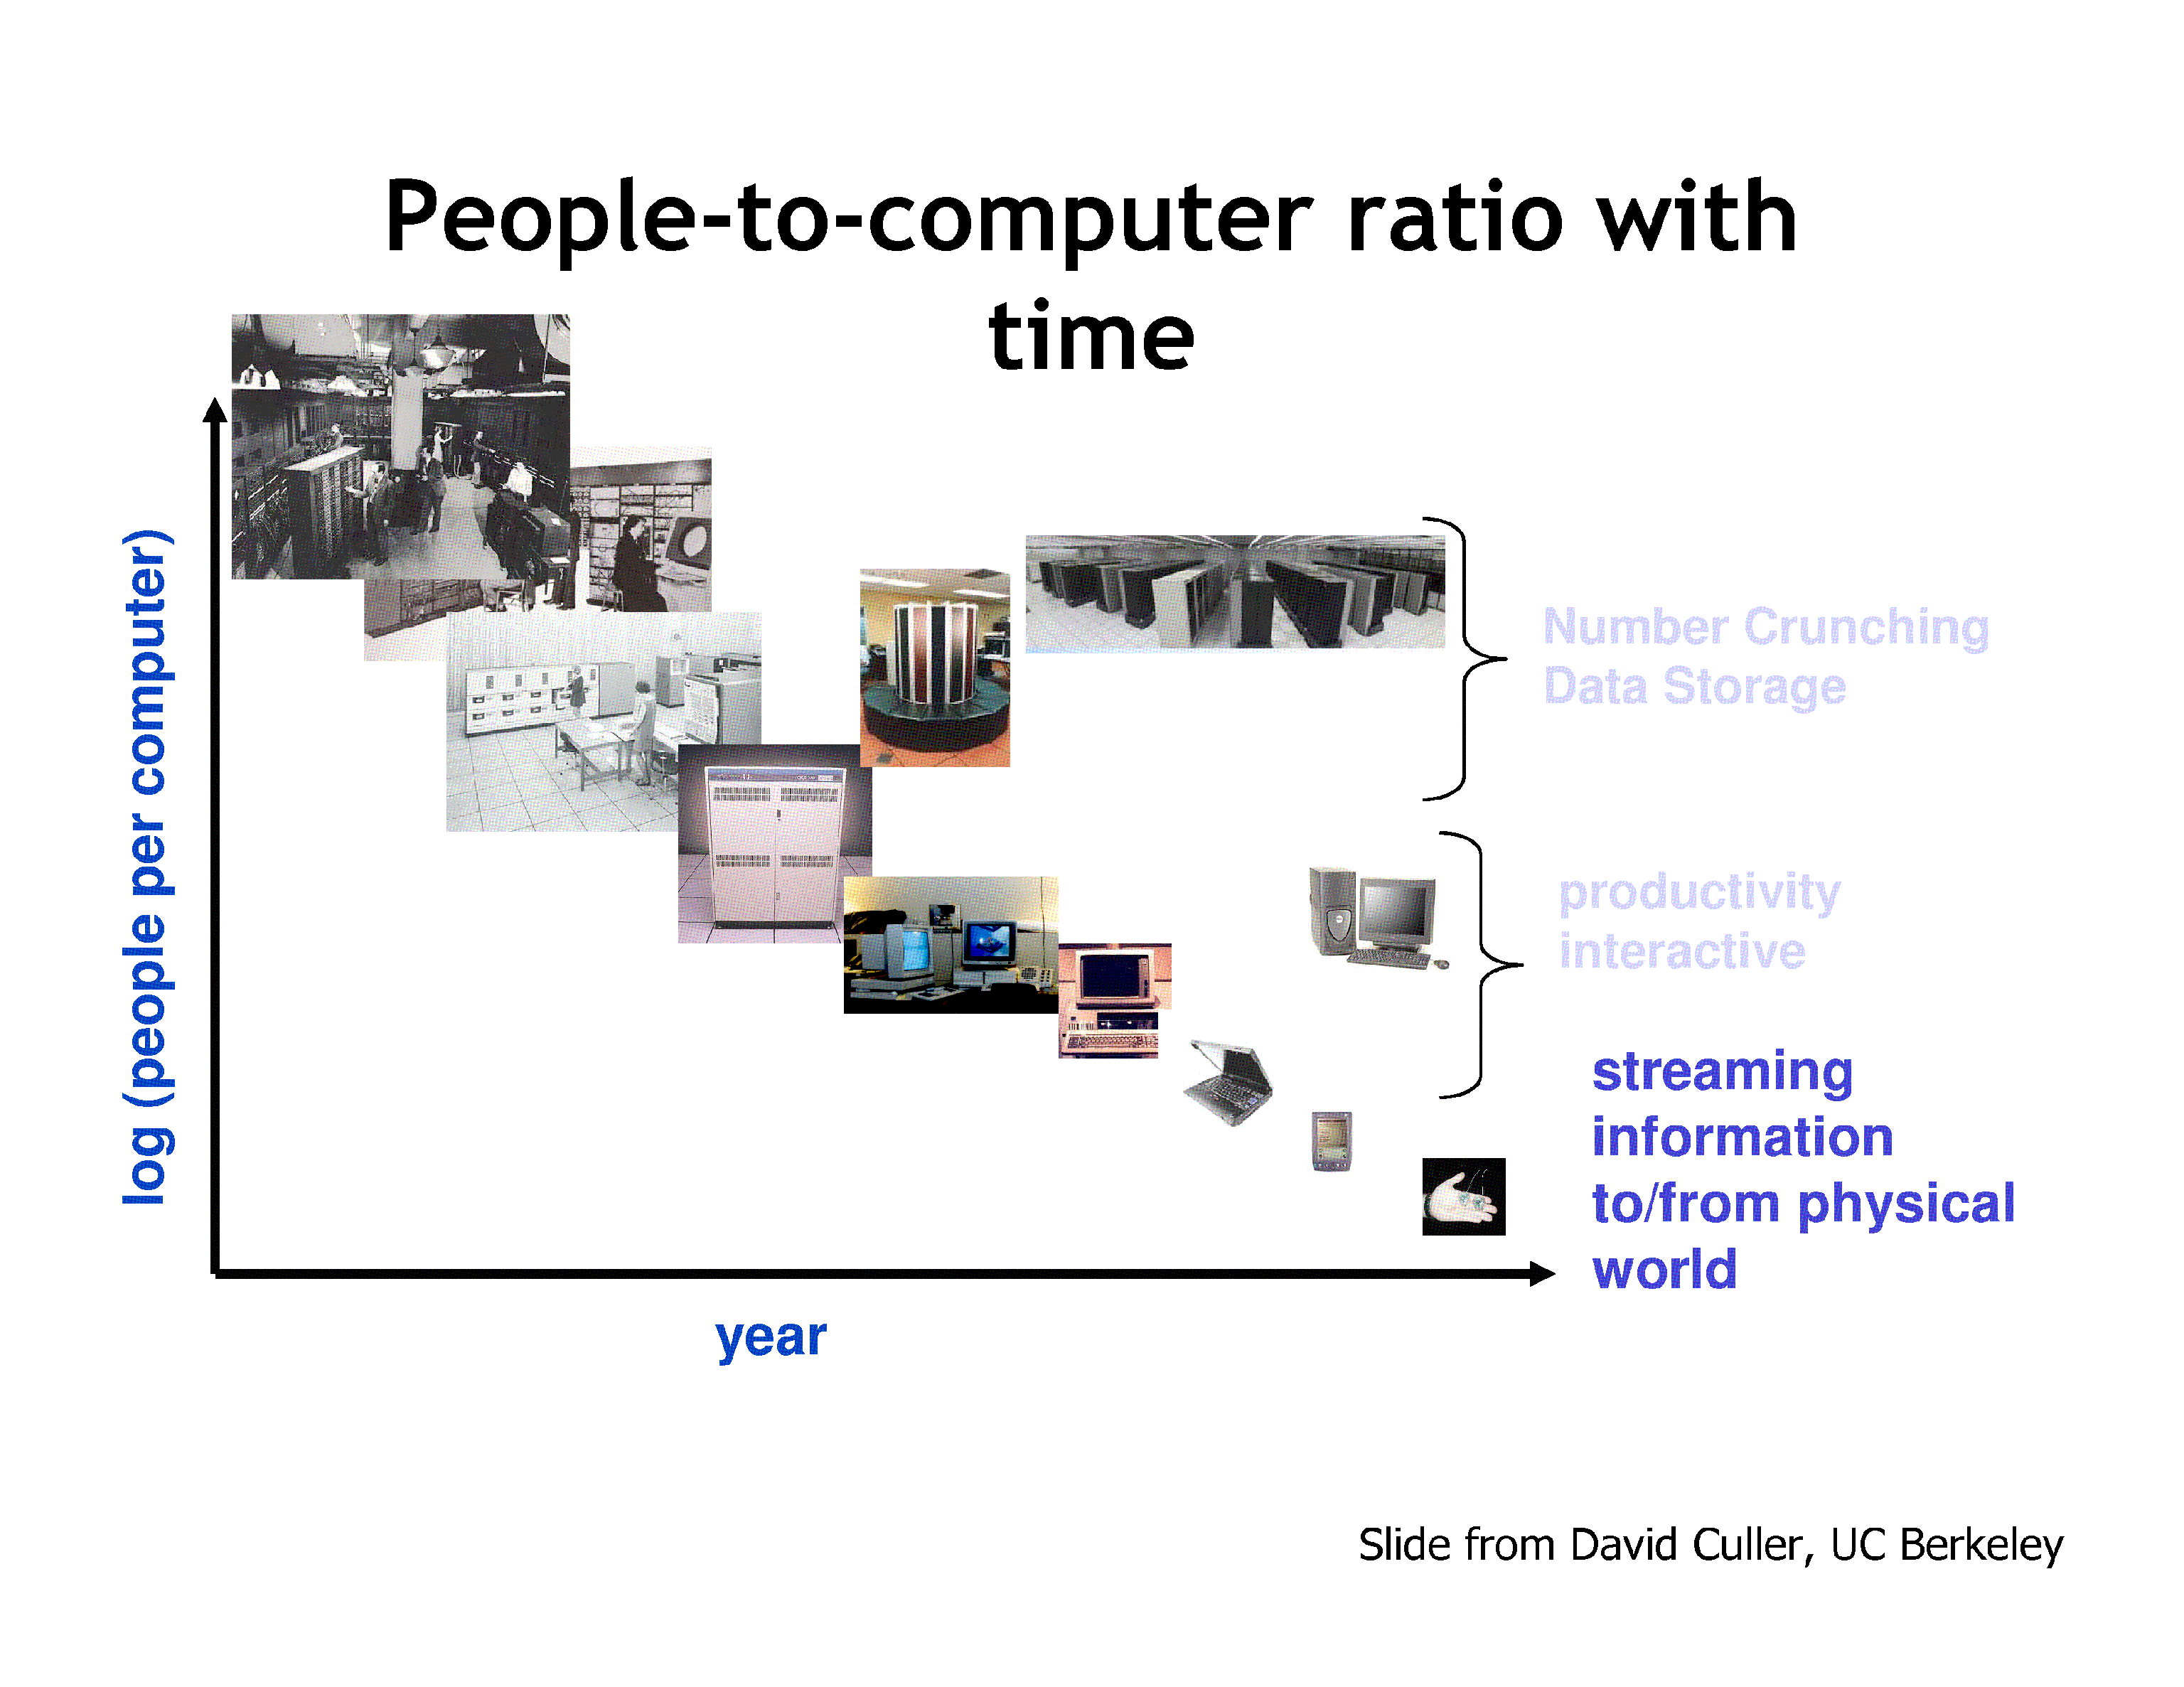 People-to-computer ratio with
time
log (people per computer)
Number Crunching
Data Storage
productivity
interactive
streaming
information
to/from physical
world
year
Slide from David Culler, UC Berkeley